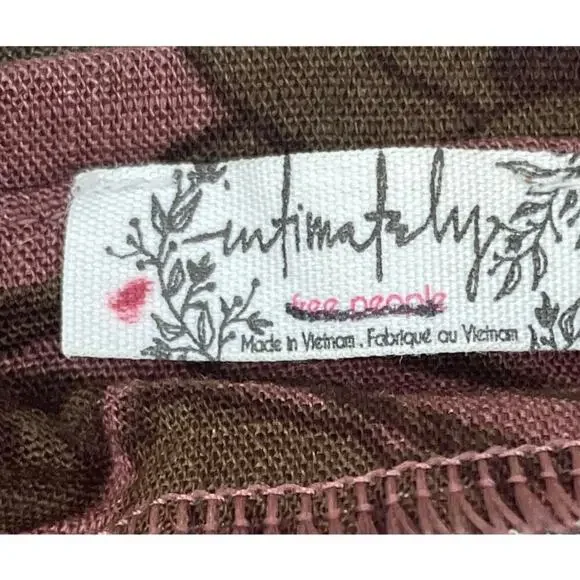 intimately
free people
Made in Vietnam . Fabriqué au Vietnam